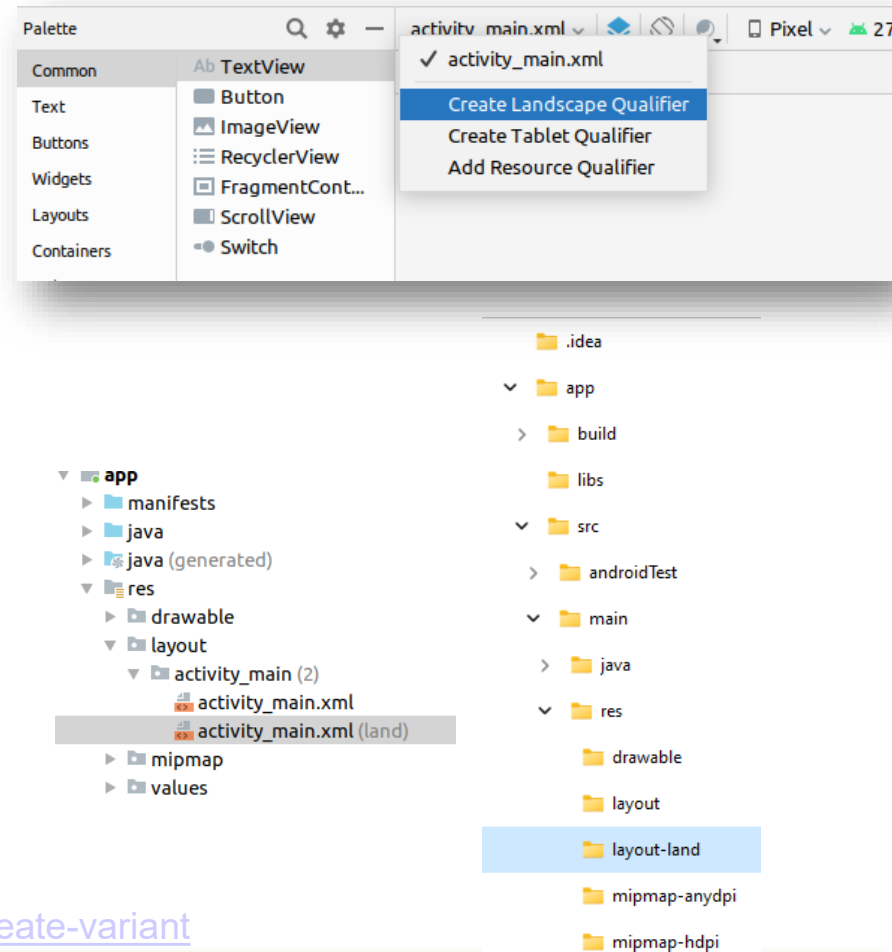 Palette
activity_main.xml
Pixel
27
Common
Text
Buttons
Widgets
Layouts
Containers
Ab TextView
Button
ImageView
RecyclerView
FragmentCont...
ScrollView
Switch
✓ activity_main.xml
Create Landscape Qualifier
Create Tablet Qualifier
Add Resource Qualifier
app
manifests
java
java (generated)
res
drawable
layout
activity_main (2)
activity_main.xml
activity_main.xml (land)
mipmap
values
.idea
app
build
libs
src
androidTest
main
java
res
drawable
layout
layout-land
mipmap-anydpi
mipmap-hdpi
eate-variant